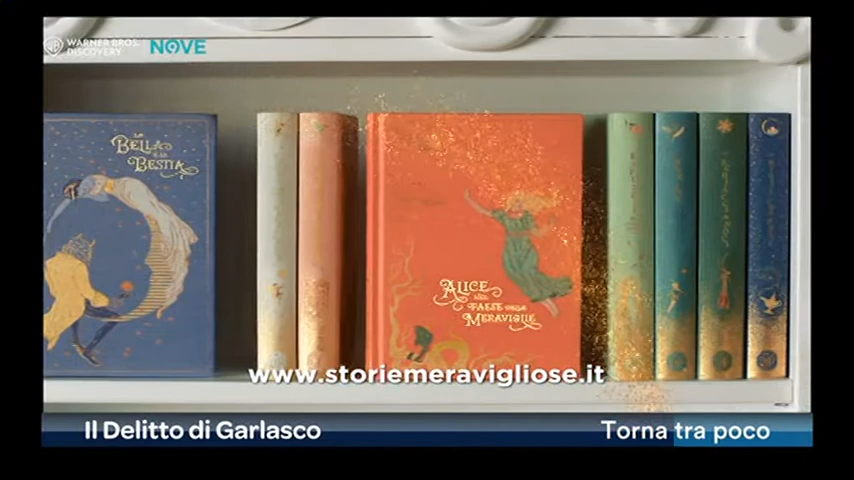 WARNER BROS.
DISCOVERY
NOVE
La
BELLA
e la
BESTIA
ALICE
NEL
PAESE DELLE
MERAVIGLIE
www.storiemeravigliose.it
Il Delitto di Garlasco
Torna tra poco